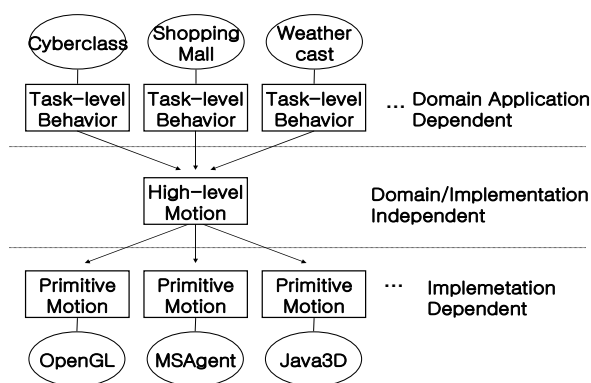 Cyberclass
Shopping
Mall
Weather
cast
Task-level
Behavior
Task-level
Behavior
Task-level
Behavior
... Domain Application
Dependent
High-level
Motion
Domain/Implementation
Independent
Primitive
Motion
Primitive
Motion
Primitive
Motion
...
Implemetation
Dependent
OpenGL
MSAgent
Java3D